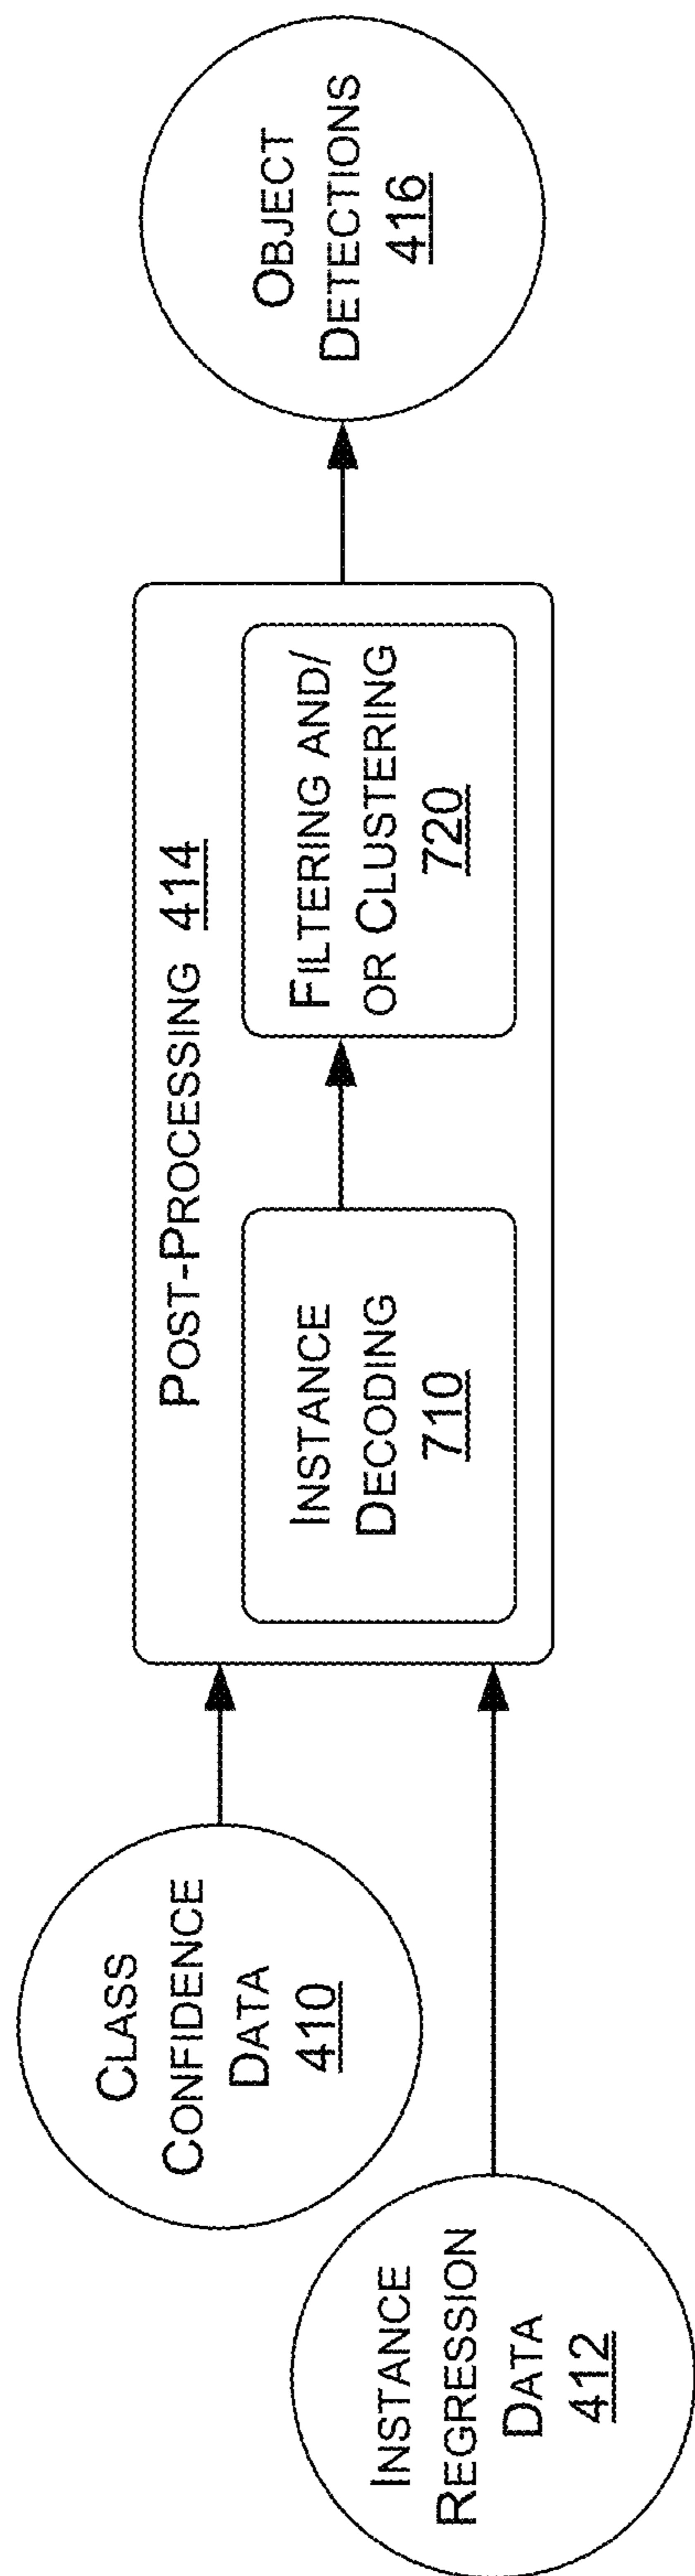 CLASS
CONFIDENCE
DATA
410
INSTANCE
REGRESSION
DATA
412
POST-PROCESSING 414
INSTANCE
DECODING
710
FILTERING AND/
OR CLUSTERING
720
OBJECT
DETECTIONS
416